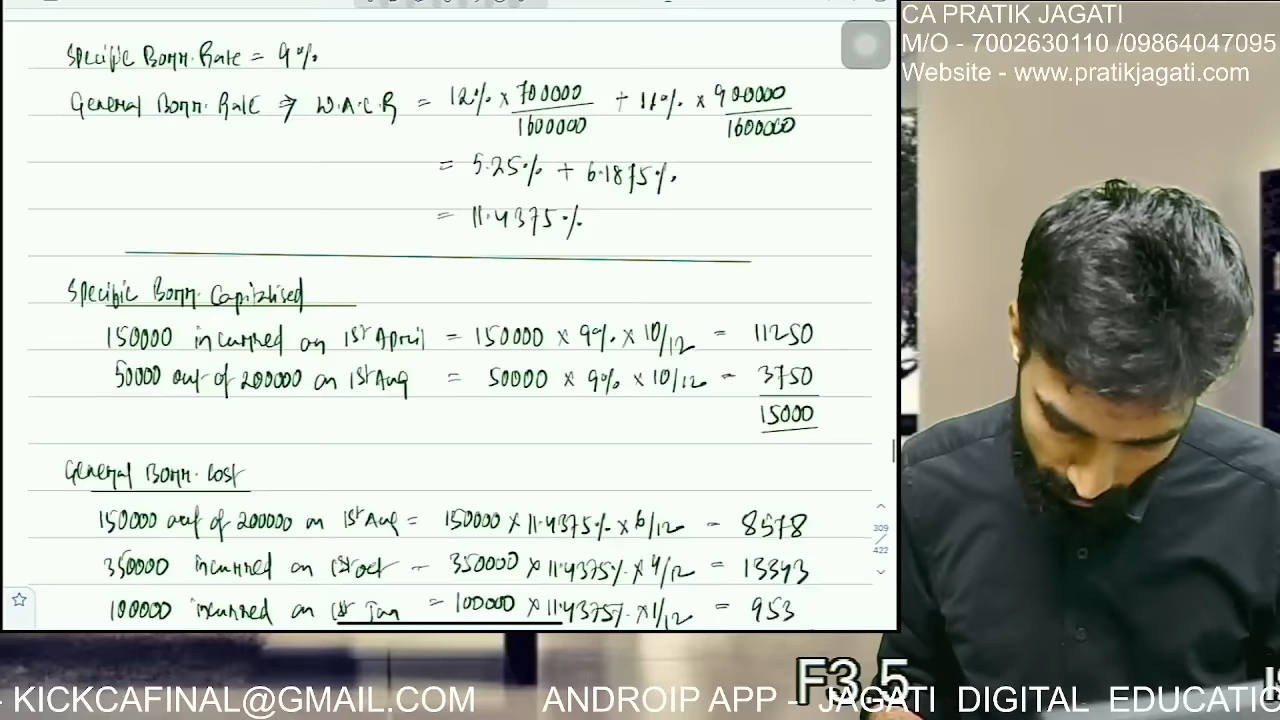 Specific Borr. Rate = 9%
General Borr. Rate ⇒ W.A.C.R = 12% × 700000/1600000 + 11% × 900000/1600000
= 5.25% + 6.1875%.
= 11.4375%
Specific Borr. Capitalised
150000 incurred on 1st April = 150000 × 9% × 10/12 = 11250
50000 out of 200000 on 1st Aug = 50000 × 9% × 10/12 = 3750
15000
General Borr. Cost
150000 out of 200000 on 1st Aug = 150000 × 11.4375% × 6/12 = 8578
350000 incurred on 1st Oct - 350000 × 11.4375% × 4/12 = 13343
100000 incurred on 1st Jan = 100000 × 11.4375% × 1/12 = 953
309
422
CA PRATIK JAGATI
M/O - 7002630110 /09864047095
Website - www.pratikjagati.com
F3.5
- KICKCAFINAL@GMAIL.COM ANDROIP APP - JAGATI DIGITAL EDUCATIO